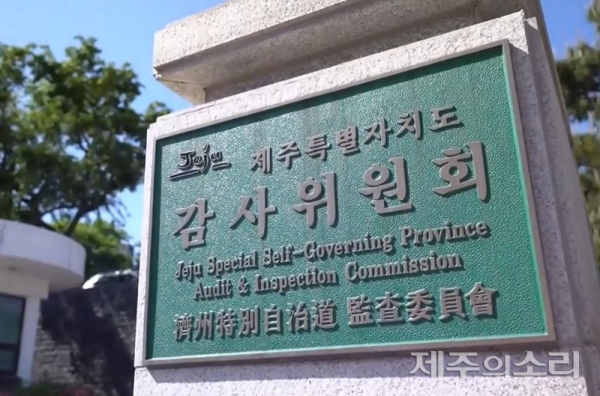 Jeju
제주특별자치도
감사위원회
Jeju Special Self-Governing Province
Audit & Inspection Commission
濟州特別自治道 監査委員會
제주의소리